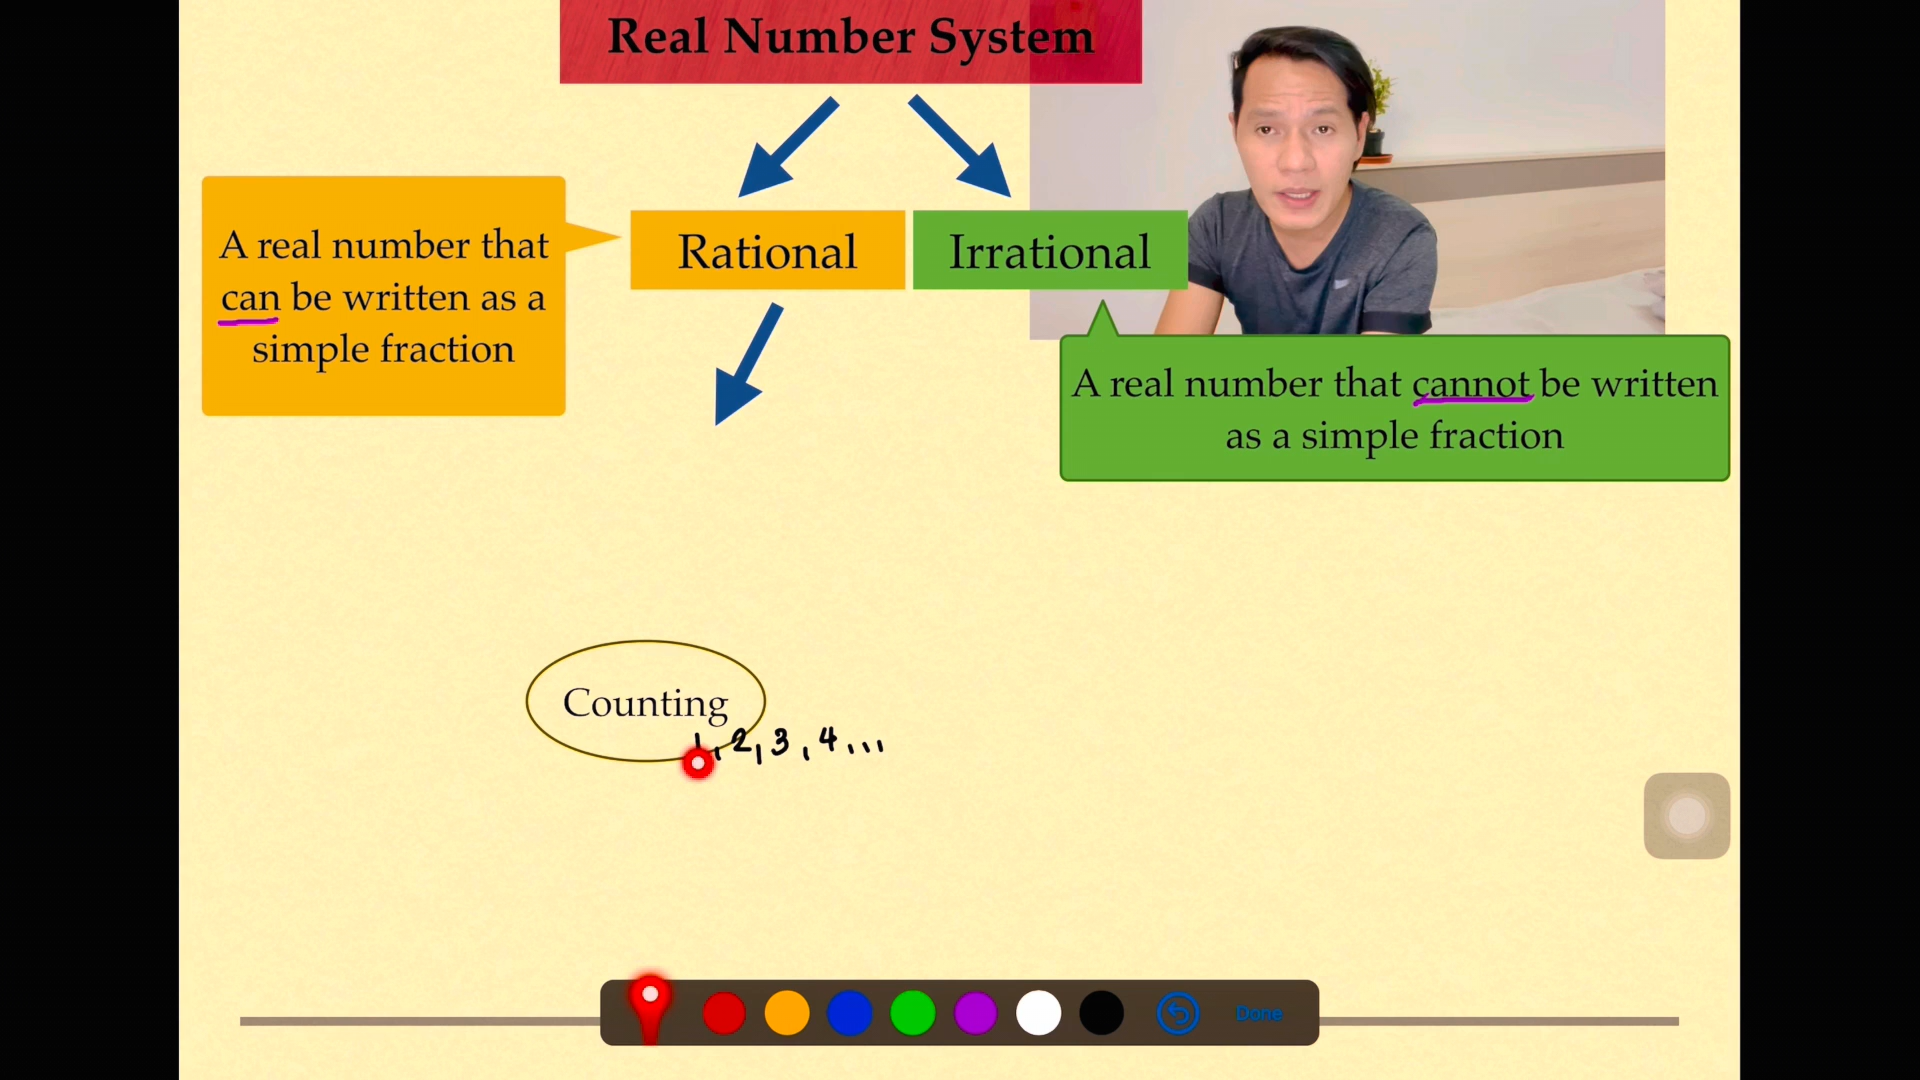 Real Number System
A real number that
can be written as a
simple fraction
Rational
Irrational
A real number that cannot be written
as a simple fraction
Counting
1, 2, 3, 4...
Done